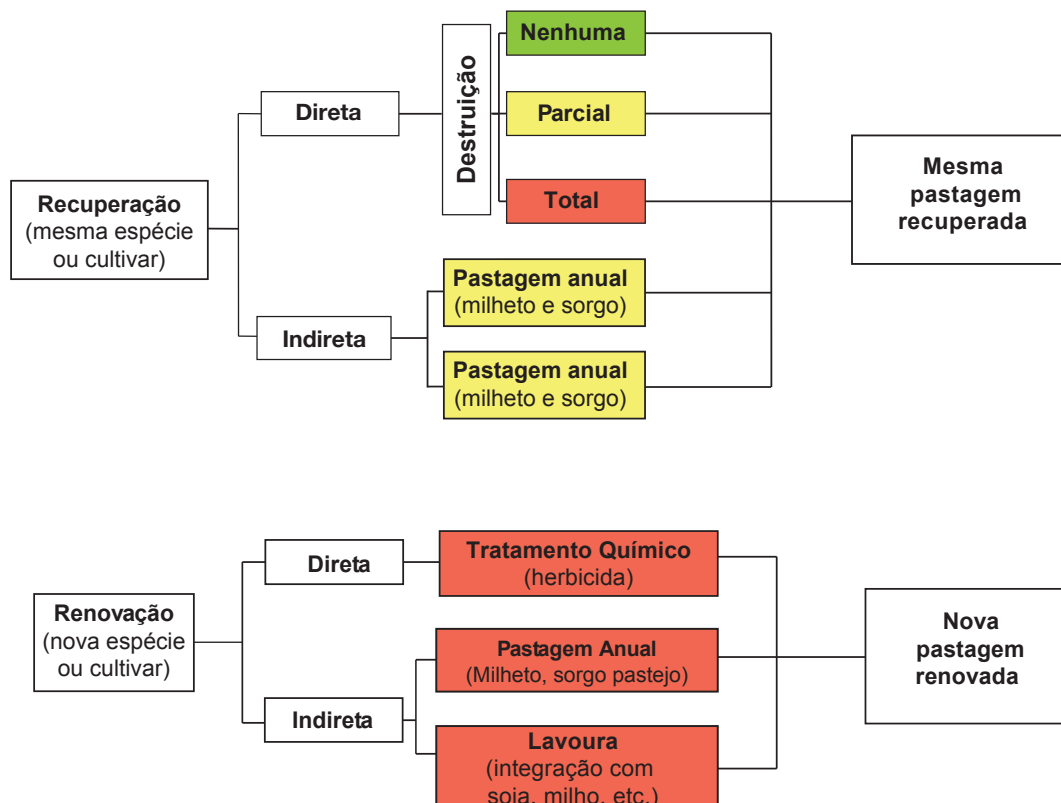 Nenhuma
Destruição
Direta
Parcial
Total
Recuperação
(mesma espécie
ou cultivar)
Mesma
pastagem
recuperada
Pastagem anual
(milheto e sorgo)
Indireta
Pastagem anual
(milheto e sorgo)
Direta
Tratamento Químico
(herbicida)
Renovação
(nova espécie
ou cultivar)
Pastagem Anual
(Milheto, sorgo pastejo)
Nova
pastagem
renovada
Indireta
Lavoura
(integração com
soja, milho, etc.)